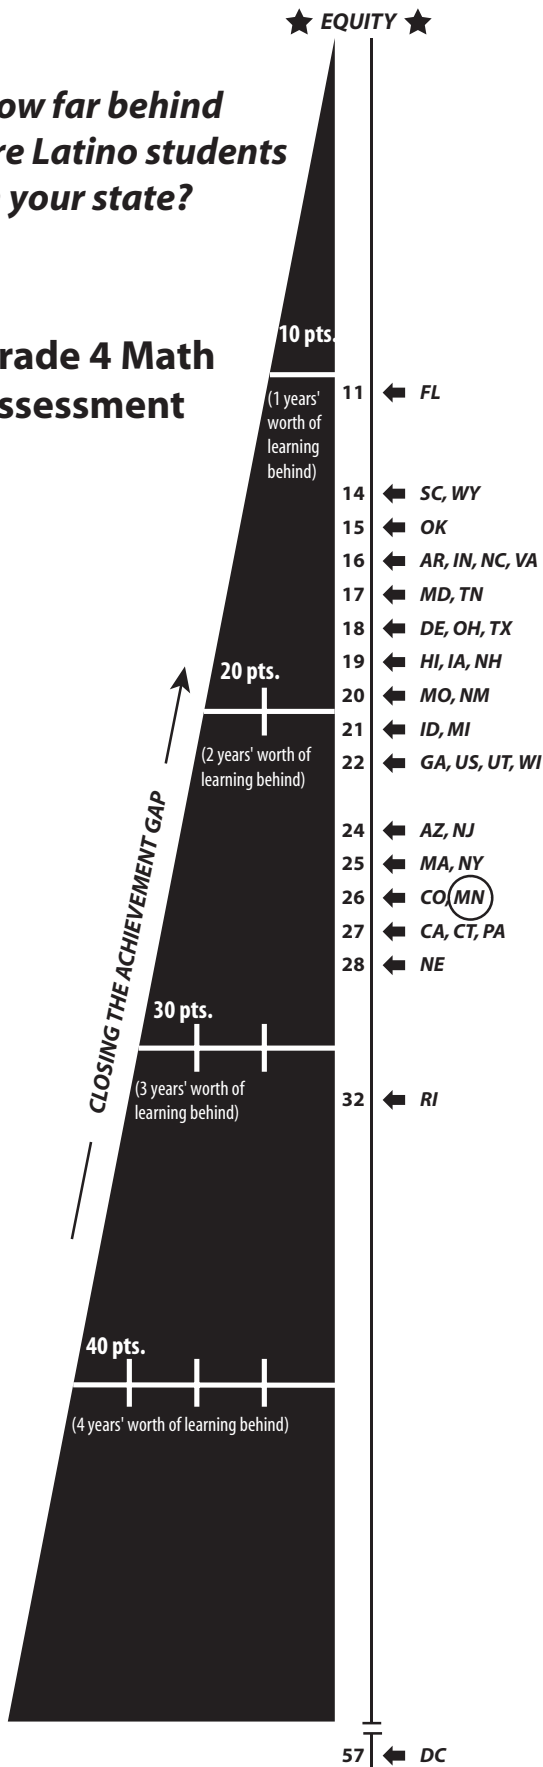 EQUITY
ow far behind
re Latino students
your state?
rade 4 Math
ssessment
10 pts.
(1 years'
worth of
learning
behind)
11 FL
14 SC, WY
15 OK
16 AR, IN, NC, VA
17 MD, TN
18 DE, OH, TX
19 HI, IA, NH
20 pts.
20 MO, NM
21 ID, MI
(2 years' worth of
learning behind)
22 GA, US, UT, WI
24 AZ, NJ
25 MA, NY
26 CO, MN
27 CA, CT, PA
28 NE
CLOSING THE ACHIEVEMENT GAP
30 pts.
(3 years' worth of
learning behind)
32 RI
40 pts.
(4 years' worth of learning behind)
57 DC